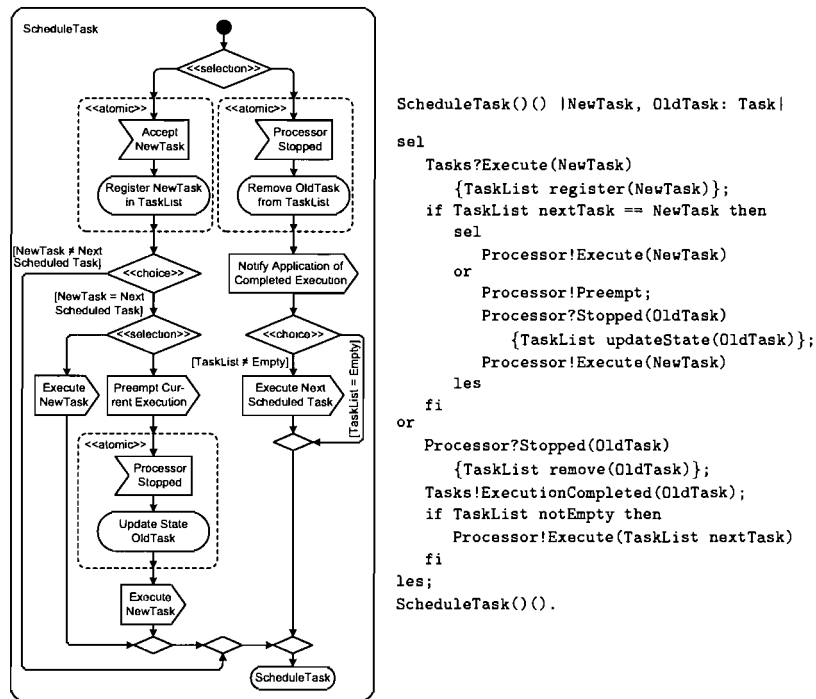 ScheduleTask
<<selection>>
<<atomic>>
<<atomic>>
Accept
NewTask
Processor
Stopped
Register NewTask
in TaskList
Remove OldTask
from TaskList
[NewTask ≠ Next
Scheduled Task]
<<choice>>
Notify Application of
Completed Execution
[NewTask = Next
Scheduled Task]
<<selection>>
<<choice>>
[TaskList ≠ Empty]
[TaskList = Empty]
Execute
NewTask
Preempt Cur-
rent Execution
Execute Next
Scheduled Task
<<atomic>>
Processor
Stopped
Update State
OldTask
Execute
NewTask
ScheduleTask
ScheduleTask()() |NewTask, OldTask: Task|
sel
Tasks?Execute(NewTask)
{TaskList register(NewTask)};
if TaskList nextTask == NewTask then
sel
Processor!Execute(NewTask)
or
Processor!Preempt;
Processor?Stopped(OldTask)
{TaskList updateState(OldTask)};
Processor!Execute(NewTask)
les
fi
or
Processor?Stopped(OldTask)
{TaskList remove(OldTask)};
Tasks!ExecutionCompleted(OldTask);
if TaskList notEmpty then
Processor!Execute(TaskList nextTask)
fi
les;
ScheduleTask()().